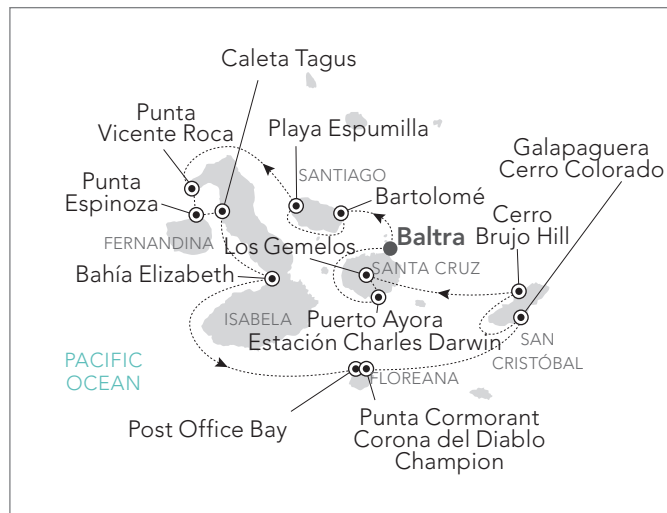 Caleta Tagus
Punta
Vicente Roca
Playa Espumilla
Galapaguera
Cerro Colorado
SANTIAGO
Punta
Espinoza
Bartolomé
Cerro
Brujo Hill
Baltra
FERNANDINA
Los Gemelos
SANTA CRUZ
Bahía Elizabeth
ISABELA
Puerto Ayora
Estación Charles Darwin
SAN
CRISTÓBAL
PACIFIC
OCEAN
FLOREANA
Post Office Bay
Punta Cormorant
Corona del Diablo
Champion